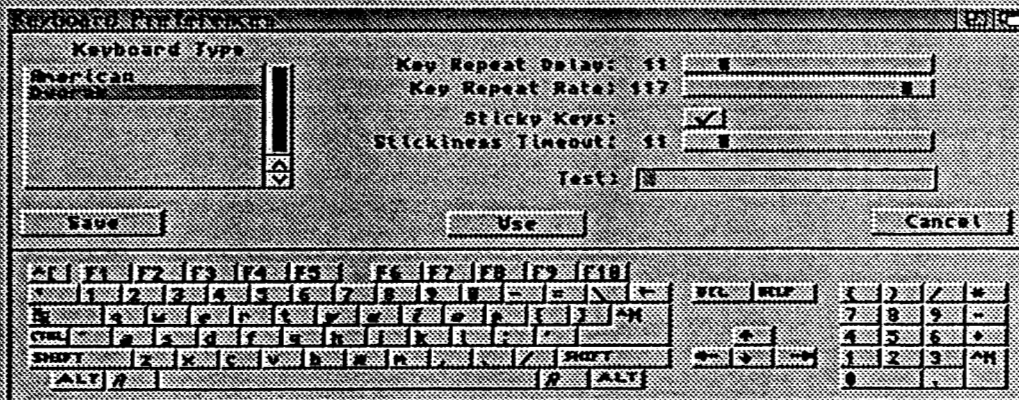 Keyboard Preferences
Keyboard Type
American
Dvorak
Key Repeat Delay: $1
Key Repeat Rate: $17
Sticky Keys:
Stickiness Timeout: $1
Test:
Save Use Cancel
^[ F1 F2 F3 F4 F5 F6 F7 F8 F9 F10
` 1 2 3 4 5 6 7 8 9 0 - = \ ←
q w e r t y u i o p [ ] ^M
CTRL a s d f g h j k l ; '
SHIFT z x c v b n m , . / SHIFT
ALT A A ALT
DEL HELP
↑
← ↓ →
( ) / *
7 8 9 -
4 5 6 +
1 2 3 ^M
0 .